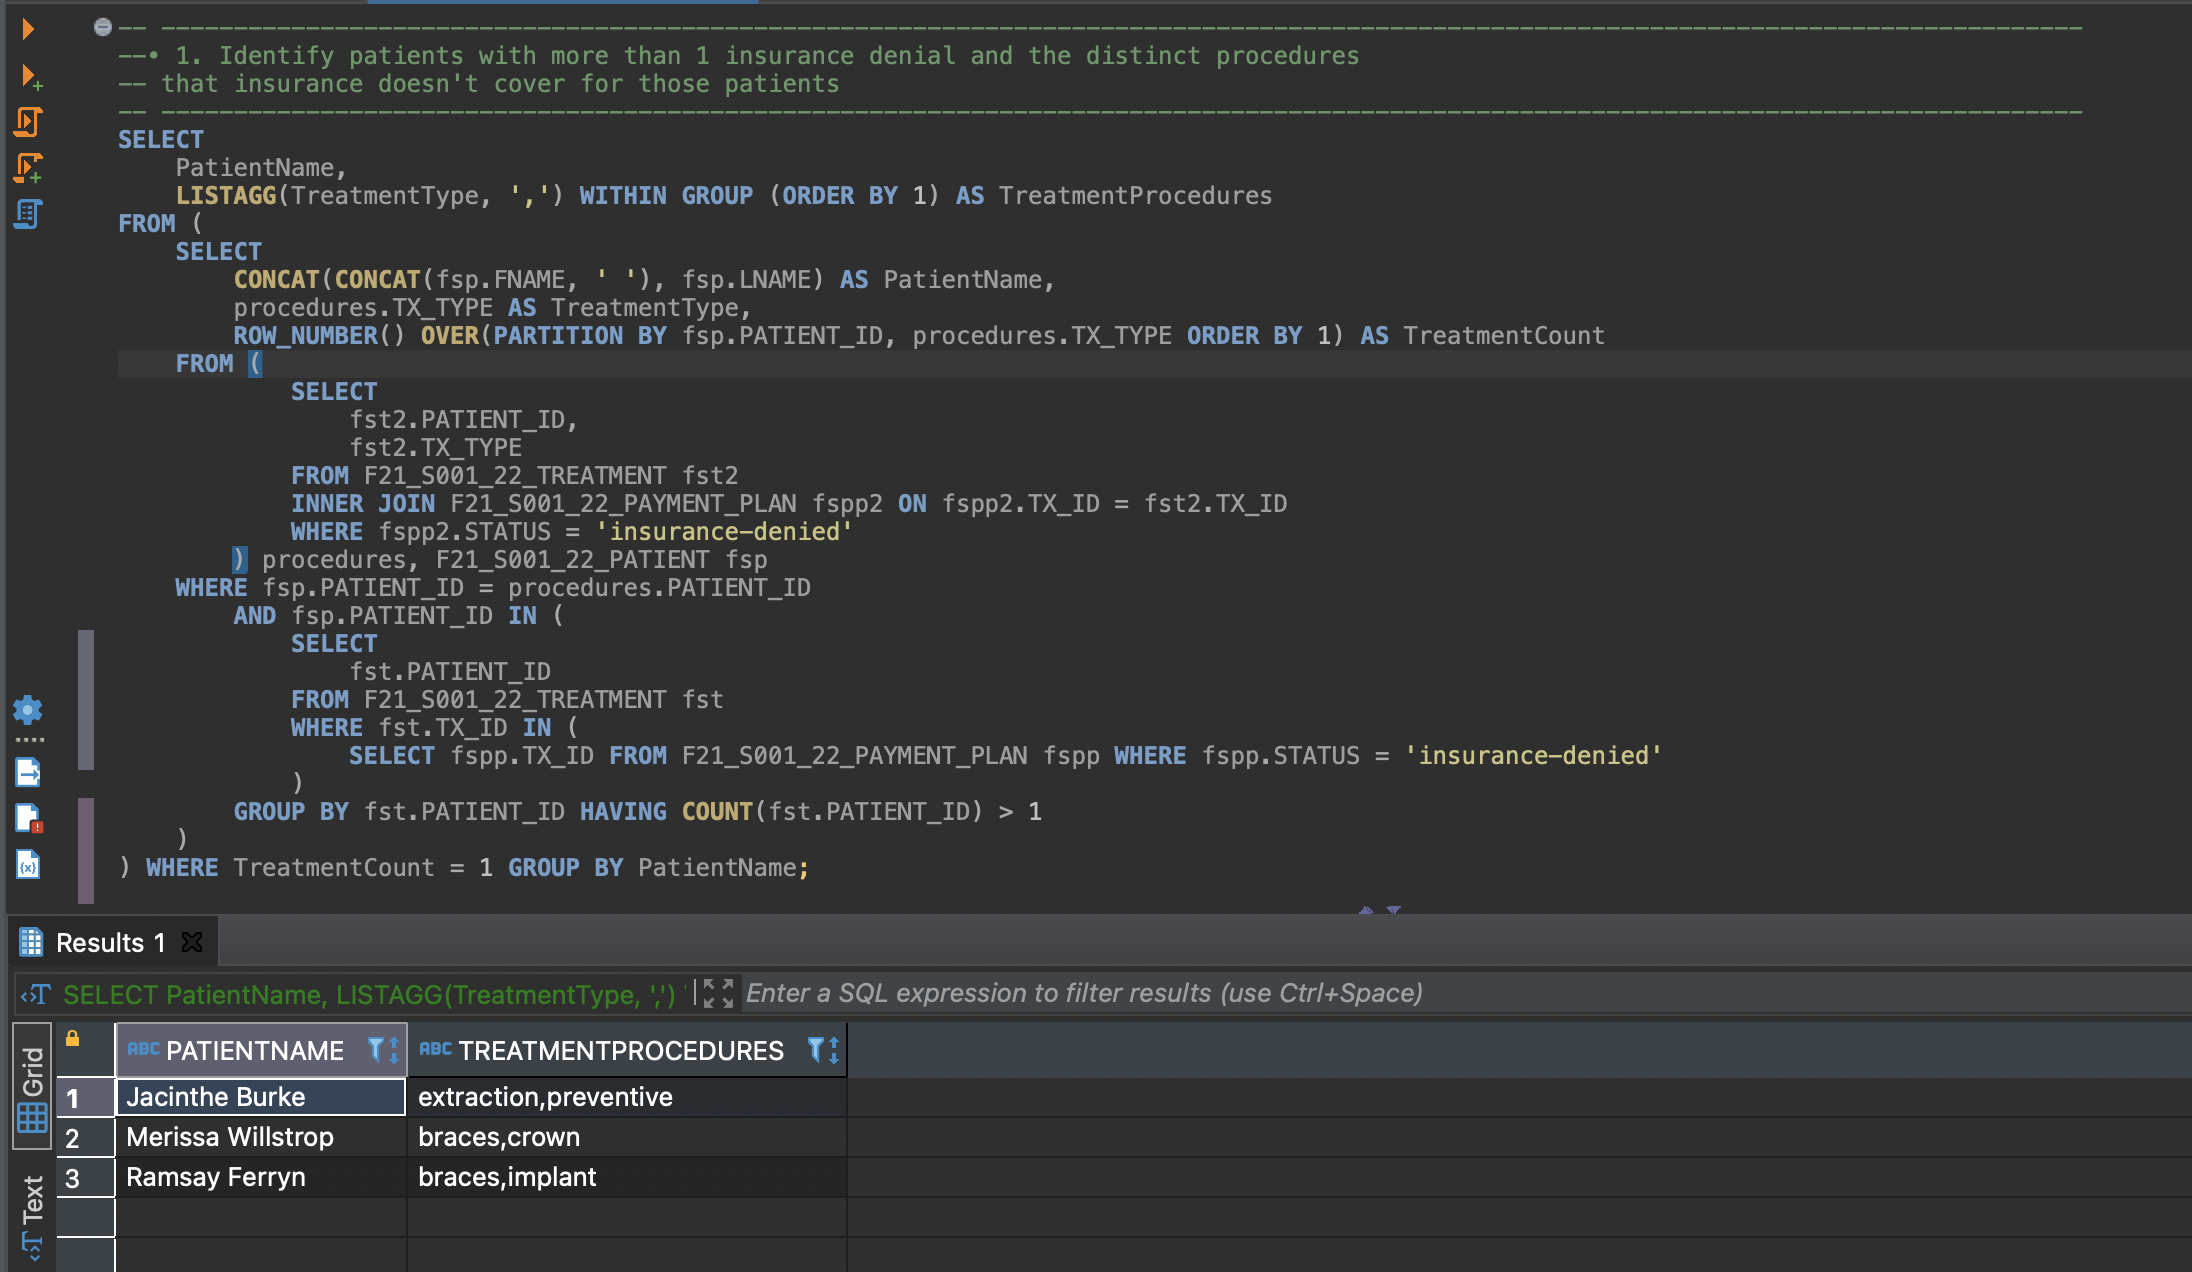 -- -------------------------------------------------------------------------------------------------------------------------------------
--• 1. Identify patients with more than 1 insurance denial and the distinct procedures
-- that insurance doesn't cover for those patients
-- -------------------------------------------------------------------------------------------------------------------------------------
SELECT
    PatientName,
    LISTAGG(TreatmentType, ',') WITHIN GROUP (ORDER BY 1) AS TreatmentProcedures
FROM (
    SELECT
        CONCAT(CONCAT(fsp.FNAME, ' '), fsp.LNAME) AS PatientName,
        procedures.TX_TYPE AS TreatmentType,
        ROW_NUMBER() OVER(PARTITION BY fsp.PATIENT_ID, procedures.TX_TYPE ORDER BY 1) AS TreatmentCount
    FROM (
            SELECT
                fst2.PATIENT_ID,
                fst2.TX_TYPE
            FROM F21_S001_22_TREATMENT fst2
            INNER JOIN F21_S001_22_PAYMENT_PLAN fspp2 ON fspp2.TX_ID = fst2.TX_ID
            WHERE fspp2.STATUS = 'insurance-denied'
        ) procedures, F21_S001_22_PATIENT fsp
    WHERE fsp.PATIENT_ID = procedures.PATIENT_ID
        AND fsp.PATIENT_ID IN (
            SELECT
                fst.PATIENT_ID
            FROM F21_S001_22_TREATMENT fst
            WHERE fst.TX_ID IN (
                SELECT fspp.TX_ID FROM F21_S001_22_PAYMENT_PLAN fspp WHERE fspp.STATUS = 'insurance-denied'
            )
        GROUP BY fst.PATIENT_ID HAVING COUNT(fst.PATIENT_ID) > 1
    )
) WHERE TreatmentCount = 1 GROUP BY PatientName;
Results 1
SELECT PatientName, LISTAGG(TreatmentType, ',') Enter a SQL expression to filter results (use Ctrl+Space)
Grid
Text
ABC PATIENTNAME ABC TREATMENTPROCEDURES
1 Jacinthe Burke extraction,preventive
2 Merissa Willstrop braces,crown
3 Ramsay Ferryn braces,implant